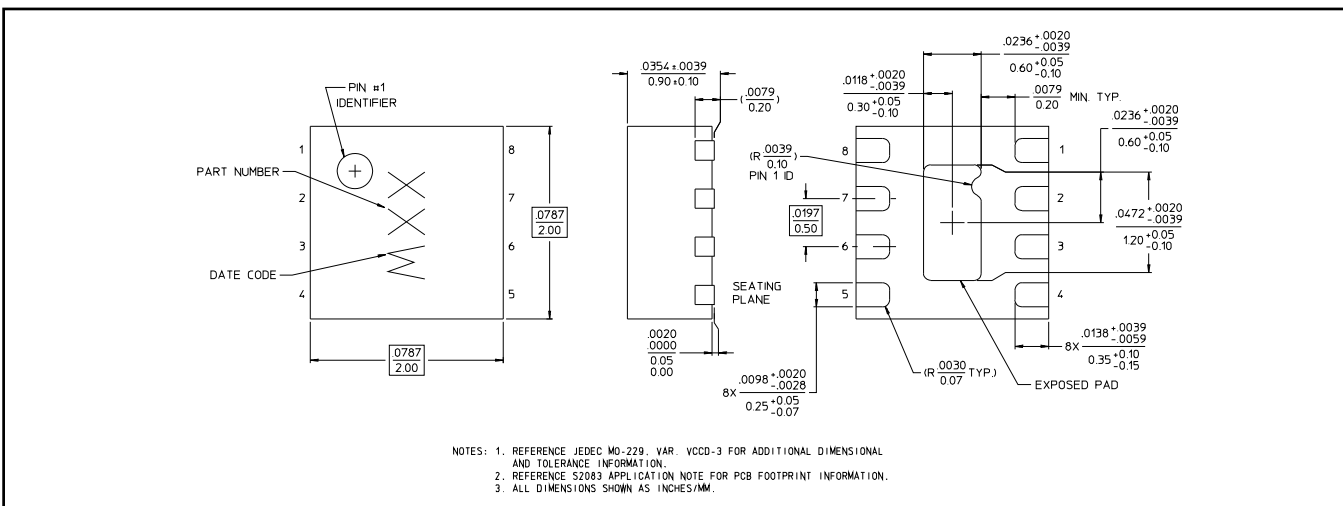 PIN #1
IDENTIFIER
PART NUMBER
DATE CODE
1
2
3
4
8
7
6
5
XX
W
.0787
2.00
.0787
2.00
.0354 ±.0039
0.90 ±0.10
(.0079)
0.20
SEATING
PLANE
.0020
.0000
0.05
0.00
.0236 +.0020 -.0039
0.60 +0.05 -0.10
.0118 +.0020 -.0039
0.30 +0.05 -0.10
.0079
0.20
MIN. TYP.
.0236 +.0020 -.0039
0.60 +0.05 -0.10
(R .0039)
0.10
PIN 1 ID
8
7
6
5
1
2
3
4
.0197
0.50
.0472 +.0020 -.0039
1.20 +0.05 -0.10
8X .0138 +.0039 -.0059
0.35 +0.10 -0.15
8X .0098 +.0020 -.0028
0.25 +0.05 -0.07
(R .0030 TYP.)
0.07
EXPOSED PAD
NOTES: 1. REFERENCE JEDEC MO-229, VAR. VCCD-3 FOR ADDITIONAL DIMENSIONAL
AND TOLERANCE INFORMATION.
2. REFERENCE S2083 APPLICATION NOTE FOR PCB FOOTPRINT INFORMATION.
3. ALL DIMENSIONS SHOWN AS INCHES/MM.